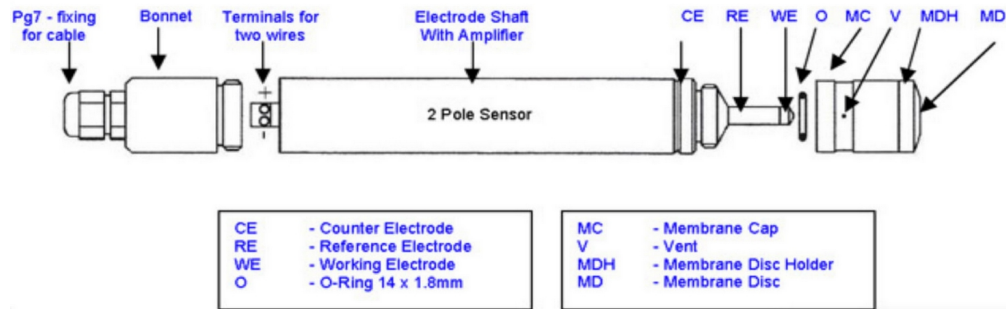 Pg7 - fixing for cable
Bonnet
Terminals for two wires
Electrode Shaft With Amplifier
CE RE WE O MC V MDH MD
+
2 Pole Sensor
-
CE - Counter Electrode
RE - Reference Electrode
WE - Working Electrode
O - O-Ring 14 x 1.8mm
MC - Membrane Cap
V - Vent
MDH - Membrane Disc Holder
MD - Membrane Disc